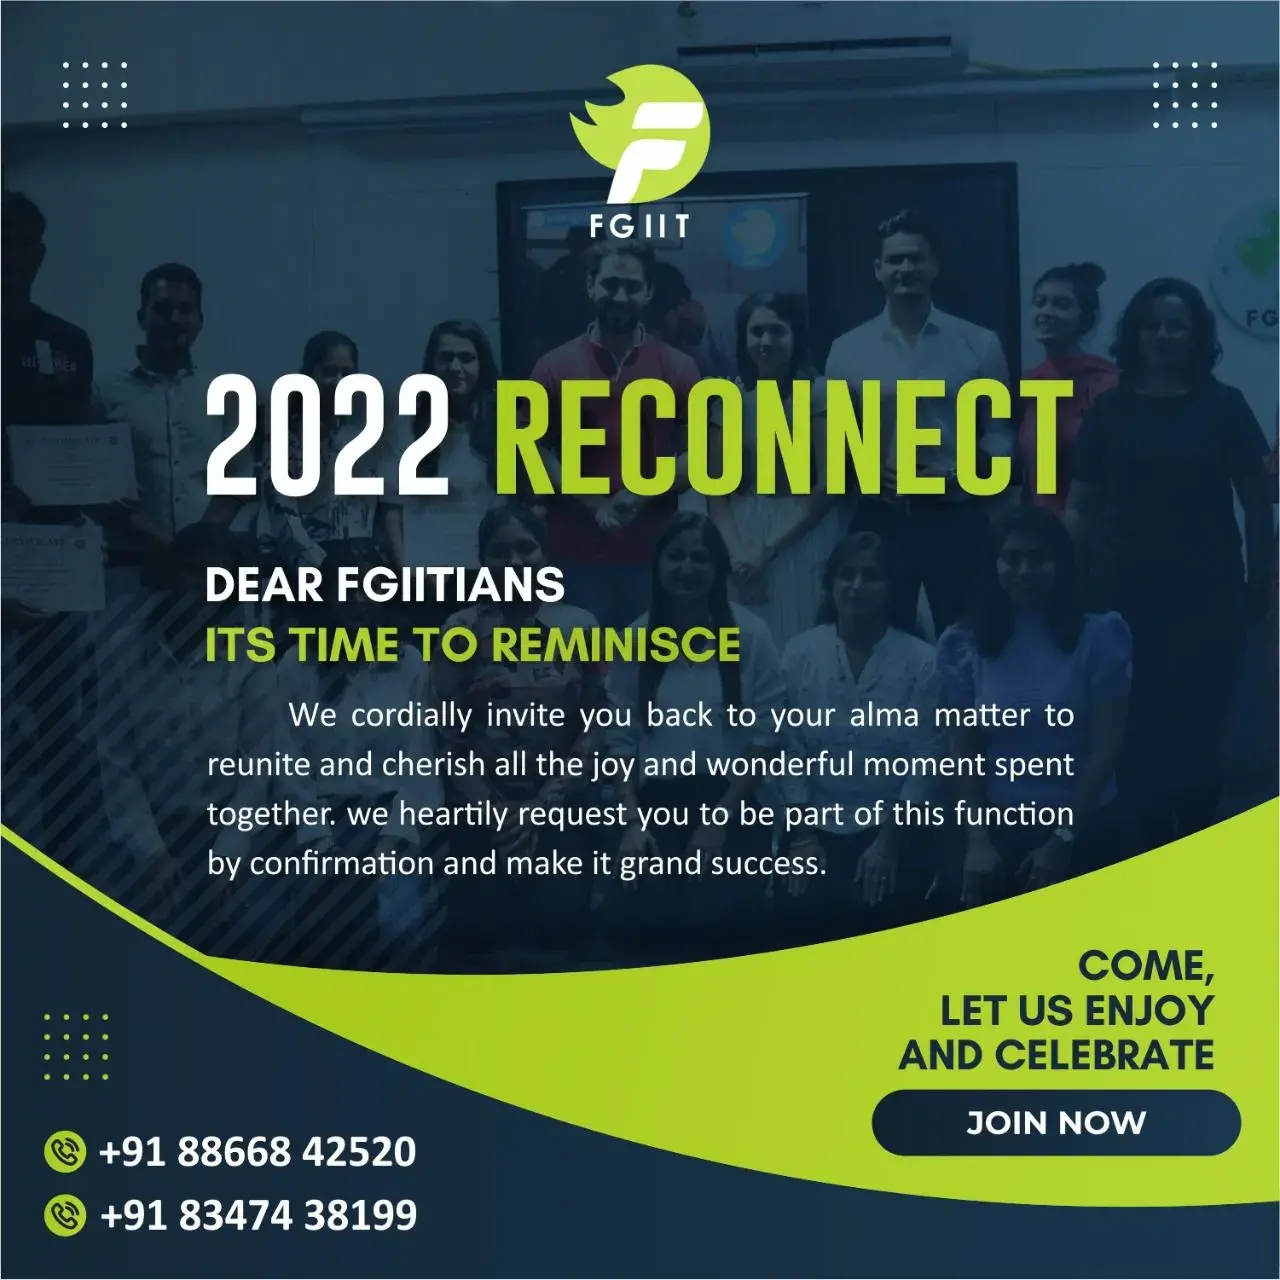 FGIIT
2022 RECONNECT
DEAR FGIITIANS
ITS TIME TO REMINISCE
We cordially invite you back to your alma matter to
reunite and cherish all the joy and wonderful moment spent
together. we heartily request you to be part of this function
by confirmation and make it grand success.
COME,
LET US ENJOY
AND CELEBRATE
JOIN NOW
+91 88668 42520
+91 83474 38199